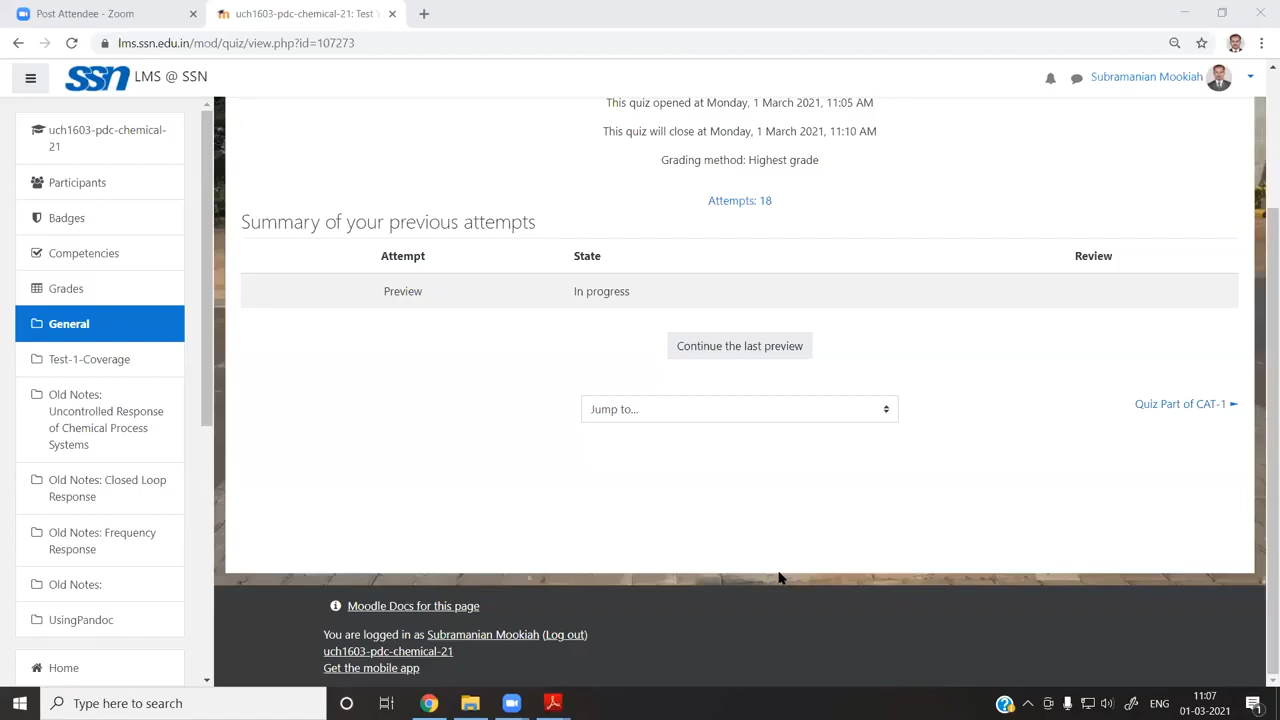 Post Attendee - Zoom
uch1603-pdc-chemical-21: Test
lms.ssn.edu.in/mod/quiz/view.php?id=107273
ssn LMS @ SSN
Subramanian Mookiah
uch1603-pdc-chemical-
21
Participants
Badges
Competencies
Grades
General
Test-1-Coverage
Old Notes:
Uncontrolled Response
of Chemical Process
Systems
Old Notes: Closed Loop
Response
Old Notes: Frequency
Response
Old Notes:
UsingPandoc
Home
This quiz opened at Monday, 1 March 2021, 11:05 AM
This quiz will close at Monday, 1 March 2021, 11:10 AM
Grading method: Highest grade
Attempts: 18
Summary of your previous attempts
Attempt State Review
Preview In progress
Continue the last preview
Jump to...
Quiz Part of CAT-1 ►
Moodle Docs for this page
You are logged in as Subramanian Mookiah (Log out)
uch1603-pdc-chemical-21
Get the mobile app
Type here to search
ENG
11:07
01-03-2021
1